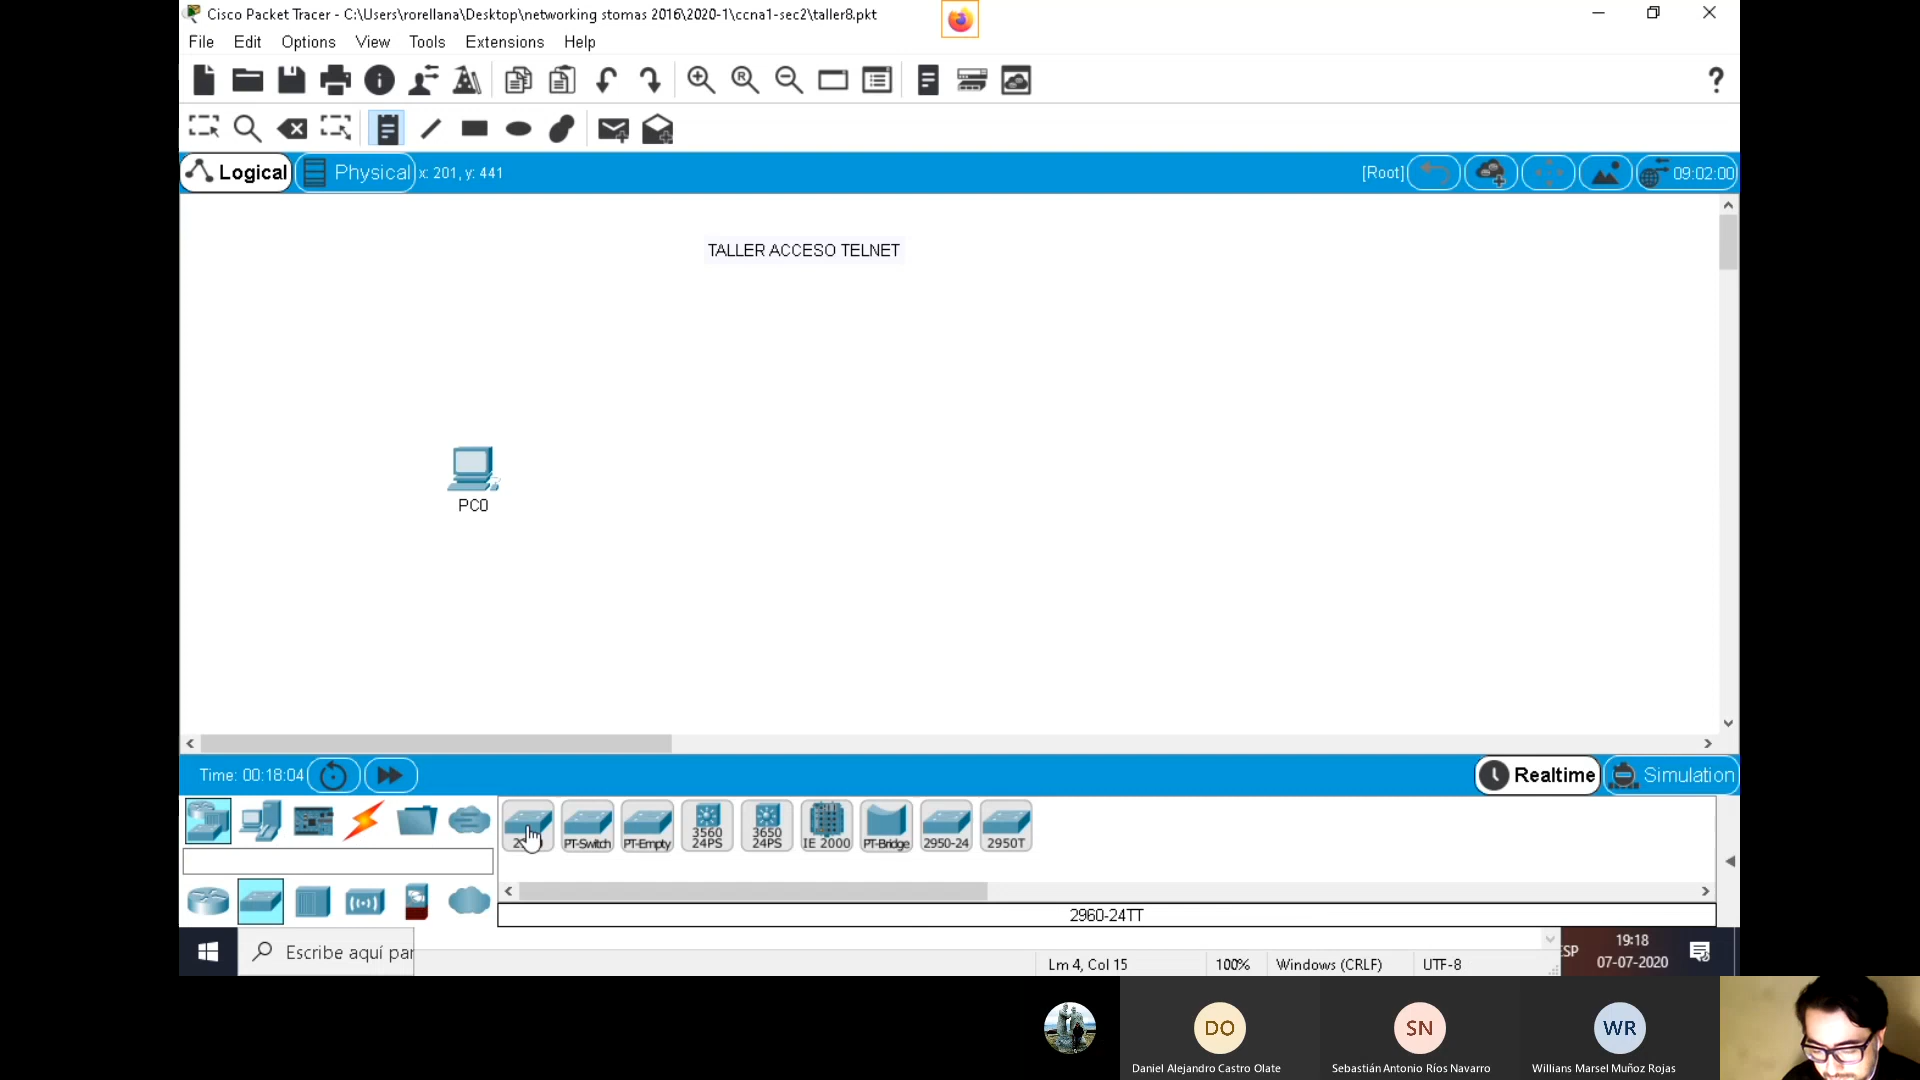 Cisco Packet Tracer - C:\Users\rorellana\Desktop\networking stomas 2016\2020-1\ccna1-sec2\taller8.pkt
File Edit Options View Tools Extensions Help
Logical Physical x: 201, y: 441 [Root] 09:02:00
TALLER ACCESO TELNET
PC0
Time: 00:18:04 Realtime Simulation
PT-Switch PT-Empty 3560 24PS 3650 24PS IE 2000 PT-Bridge 2950-24 2950T
2960-24TT
Escribe aquí par
Lm 4, Col 15 100% Windows (CRLF) UTF-8
ESP 19:18
07-07-2020
DO SN WR
Daniel Alejandro Castro Olate Sebastián Antonio Ríos Navarro Willians Marsel Muñoz Rojas